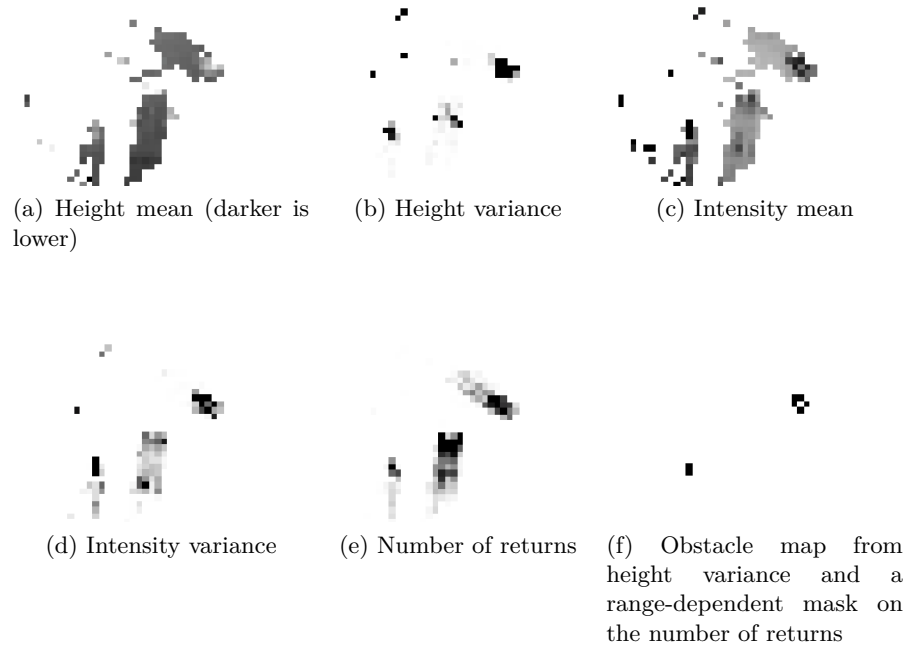 (a) Height mean (darker is
lower)
(b) Height variance
(c) Intensity mean
(d) Intensity variance
(e) Number of returns
(f) Obstacle map from
height variance and a
range-dependent mask on
the number of returns